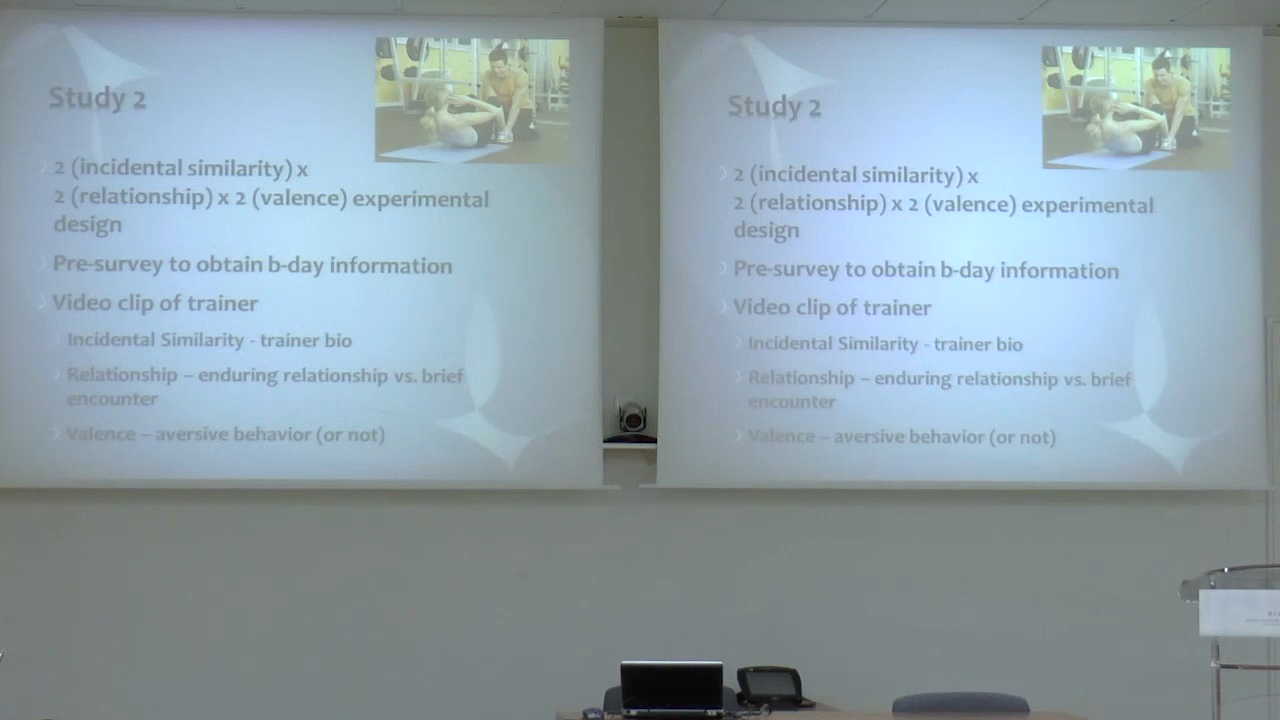 Study 2
2 (incidental similarity) x
2 (relationship) x 2 (valence) experimental
design
Pre-survey to obtain b-day information
Video clip of trainer
Incidental Similarity - trainer bio
Relationship – enduring relationship vs. brief
encounter
Valence – aversive behavior (or not)
Study 2
2 (incidental similarity) x
2 (relationship) x 2 (valence) experimental
design
Pre-survey to obtain b-day information
Video clip of trainer
Incidental Similarity - trainer bio
Relationship – enduring relationship vs. brief
encounter
Valence – aversive behavior (or not)